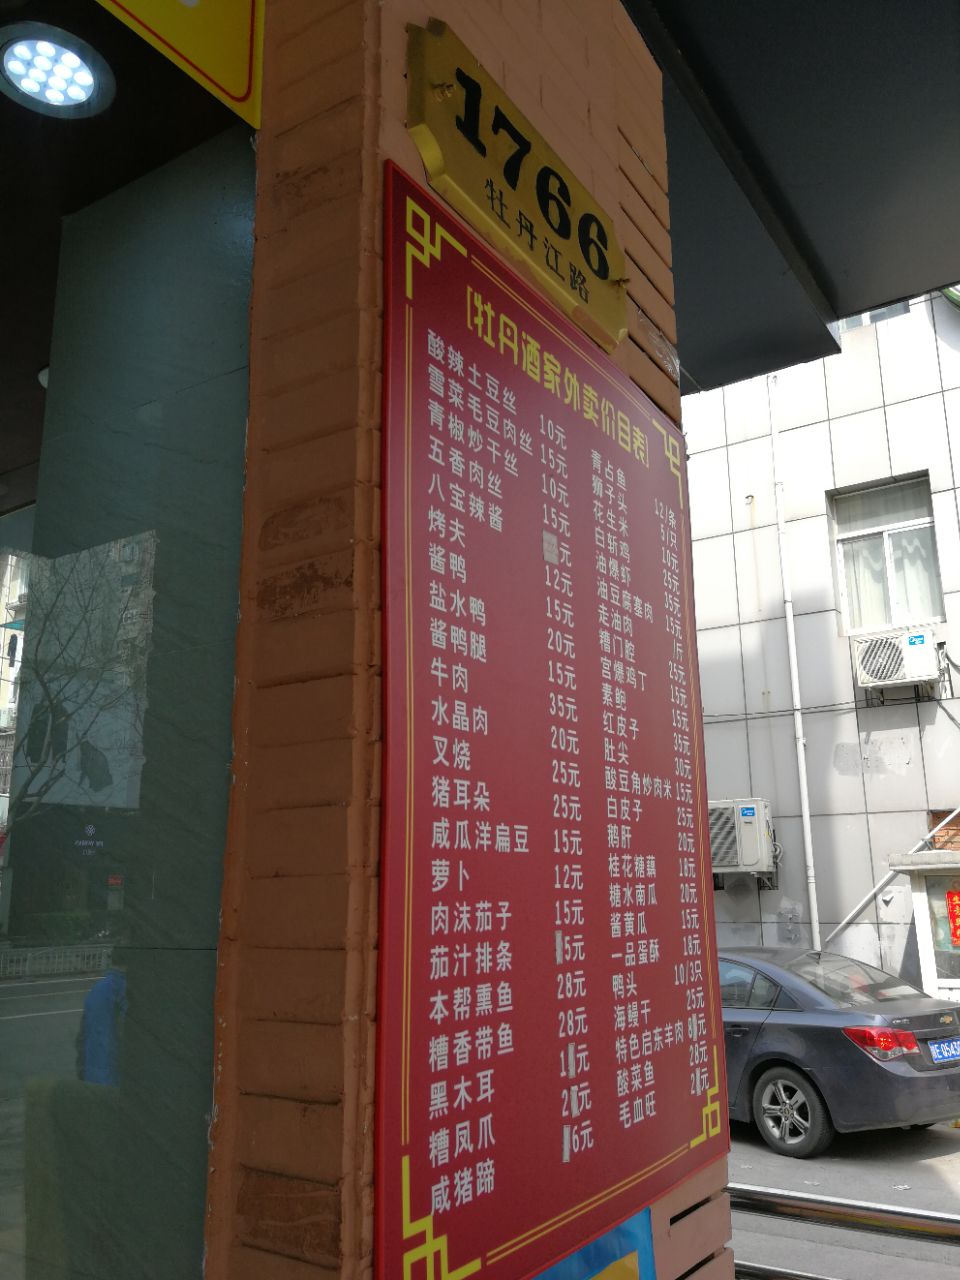 1766
牡丹江路
[牡丹酒家外卖价目表]
酸辣土豆丝 10元
雪菜毛豆肉丝 15元
青椒炒干丝 10元
五香肉丝 15元
八宝辣酱 元
烤夫 12元
酱鸭 15元
盐水鸭 20元
酱鸭腿 15元
牛肉 35元
水晶肉 20元
叉烧 25元
猪耳朵 25元
咸瓜洋扁豆 15元
萝卜 12元
肉沫茄子 15元
茄汁排条 5元
本帮熏鱼 28元
糟香带鱼 28元
黑木耳
糟凤爪
咸猪蹄
青占鱼 12/条
狮子头 5/只
花生米 10元
白斩鸡 25元
油爆虾 35元
油豆腐塞肉 15元
走油肉 /斤
糟门腔 25元
宫爆鸡丁 15元
素鲍 15元
红皮子 35元
肚尖 30元
酸豆角炒肉米 15元
白皮子 25元
鹅肝 20元
桂花糖藕 18元
糖水南瓜 20元
酱黄瓜 15元
一品蛋酥 18元
鸭头 10/3只
海鳗干 25元
特色启东羊肉
酸菜鱼 28元
毛血旺